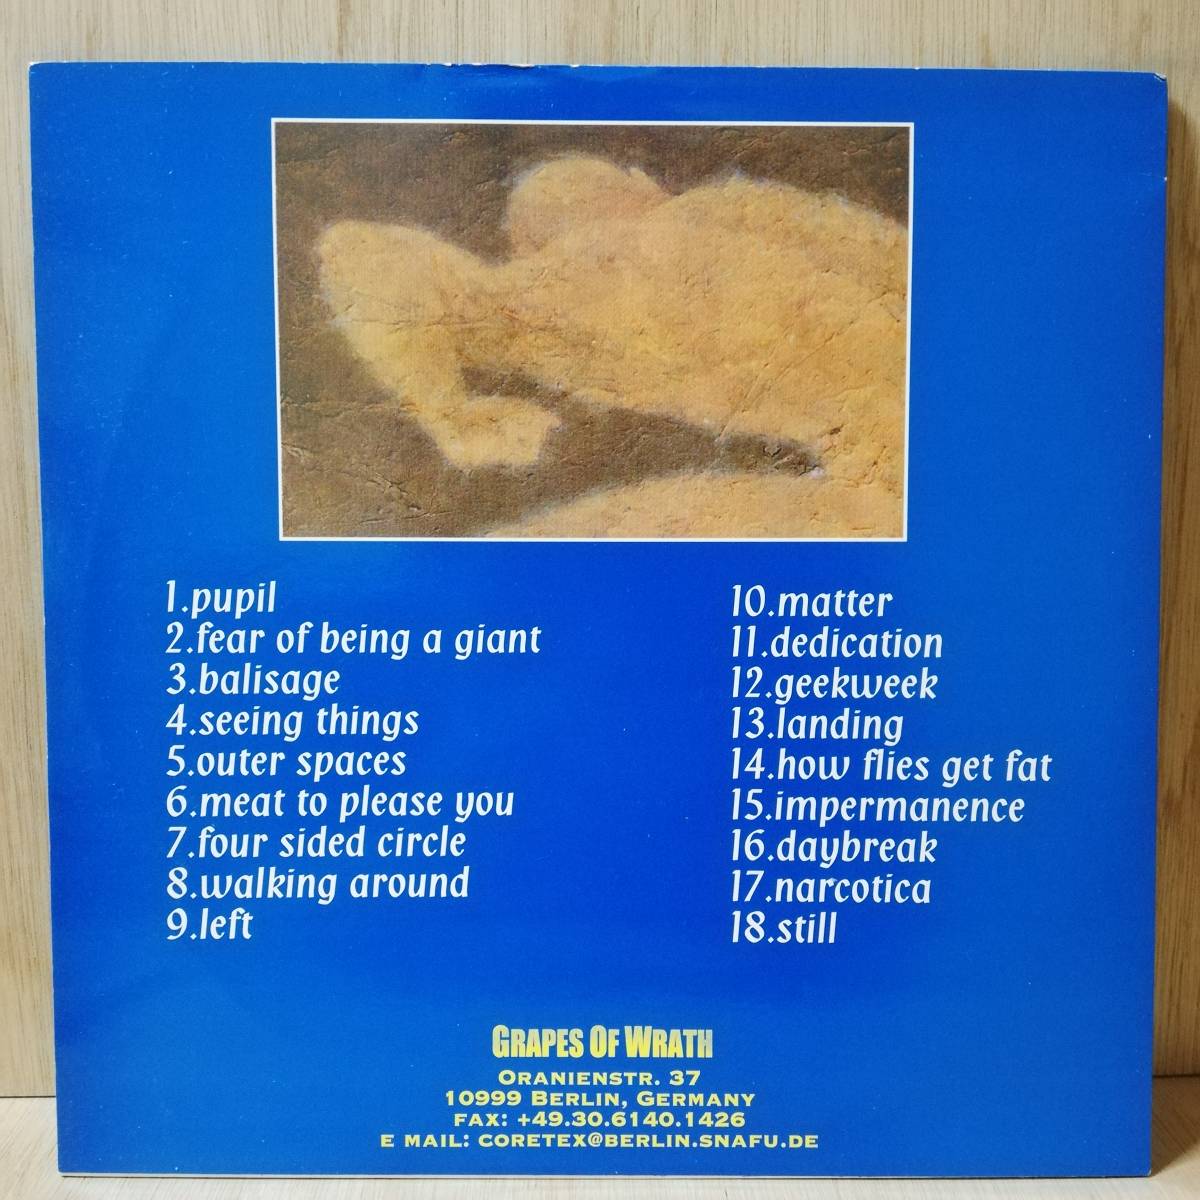 1.pupil
2.fear of being a giant
3.balisage
4.seeing things
5.outer spaces
6.meat to please you
7.four sided circle
8.walking around
9.left
10.matter
11.dedication
12.geekweek
13.landing
14.how flies get fat
15.impermanence
16.daybreak
17.narcotica
18.still
GRAPES OF WRATH
ORANIENSTR. 37
10999 BERLIN, GERMANY
FAX: +49.30.6140.1426
E MAIL: CORETEX@BERLIN.SNAFU.DE